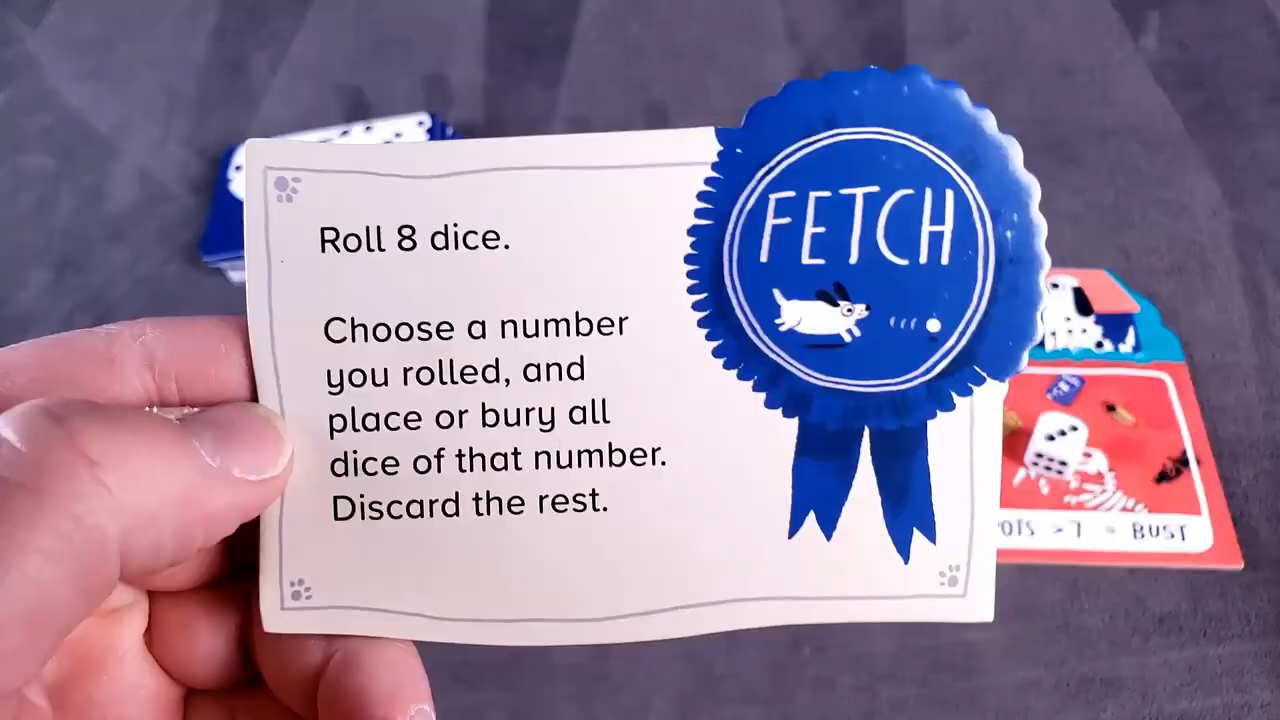 FETCH
Roll 8 dice.
Choose a number
you rolled, and
place or bury all
dice of that number.
Discard the rest.
> 7 = BUST